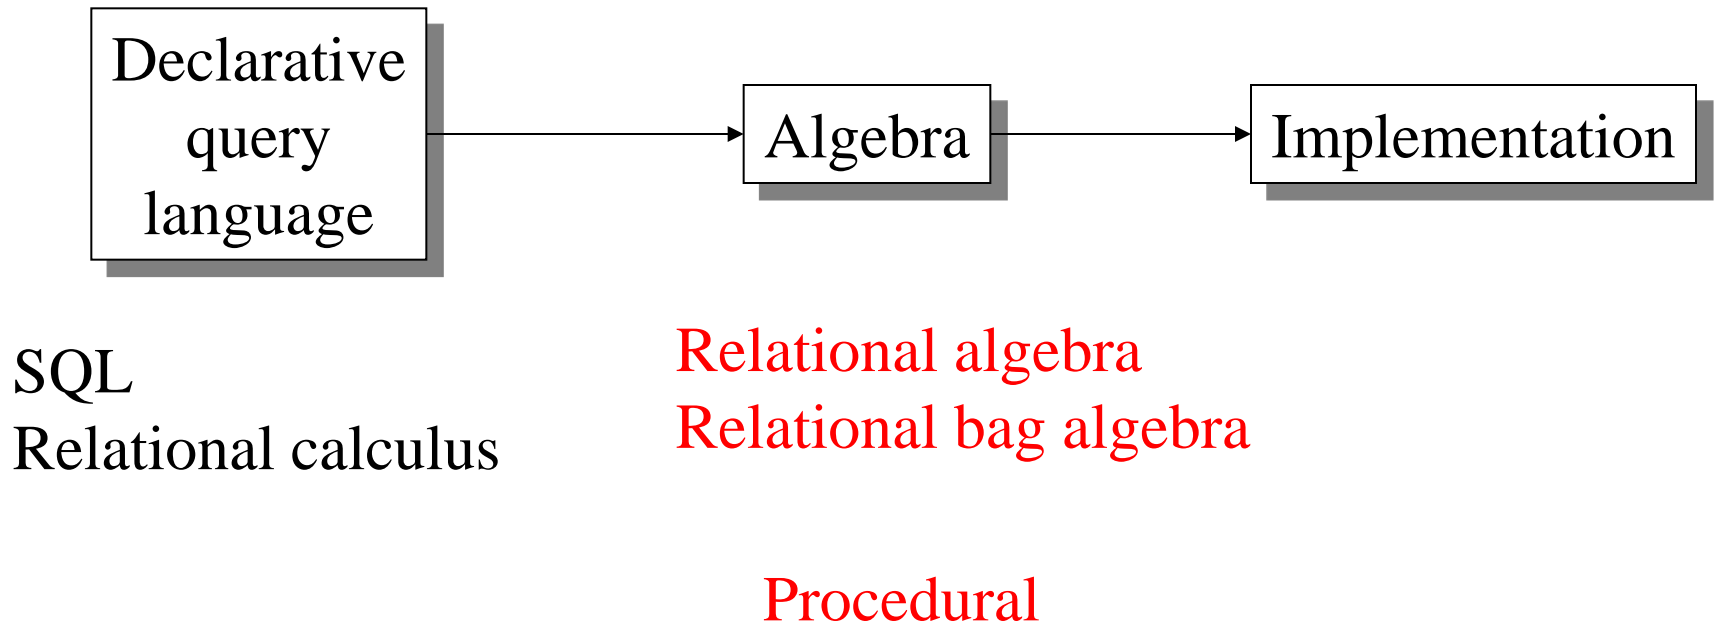 Declarative
query
language
Algebra
Implementation
SQL
Relational calculus
Relational algebra
Relational bag algebra
Procedural